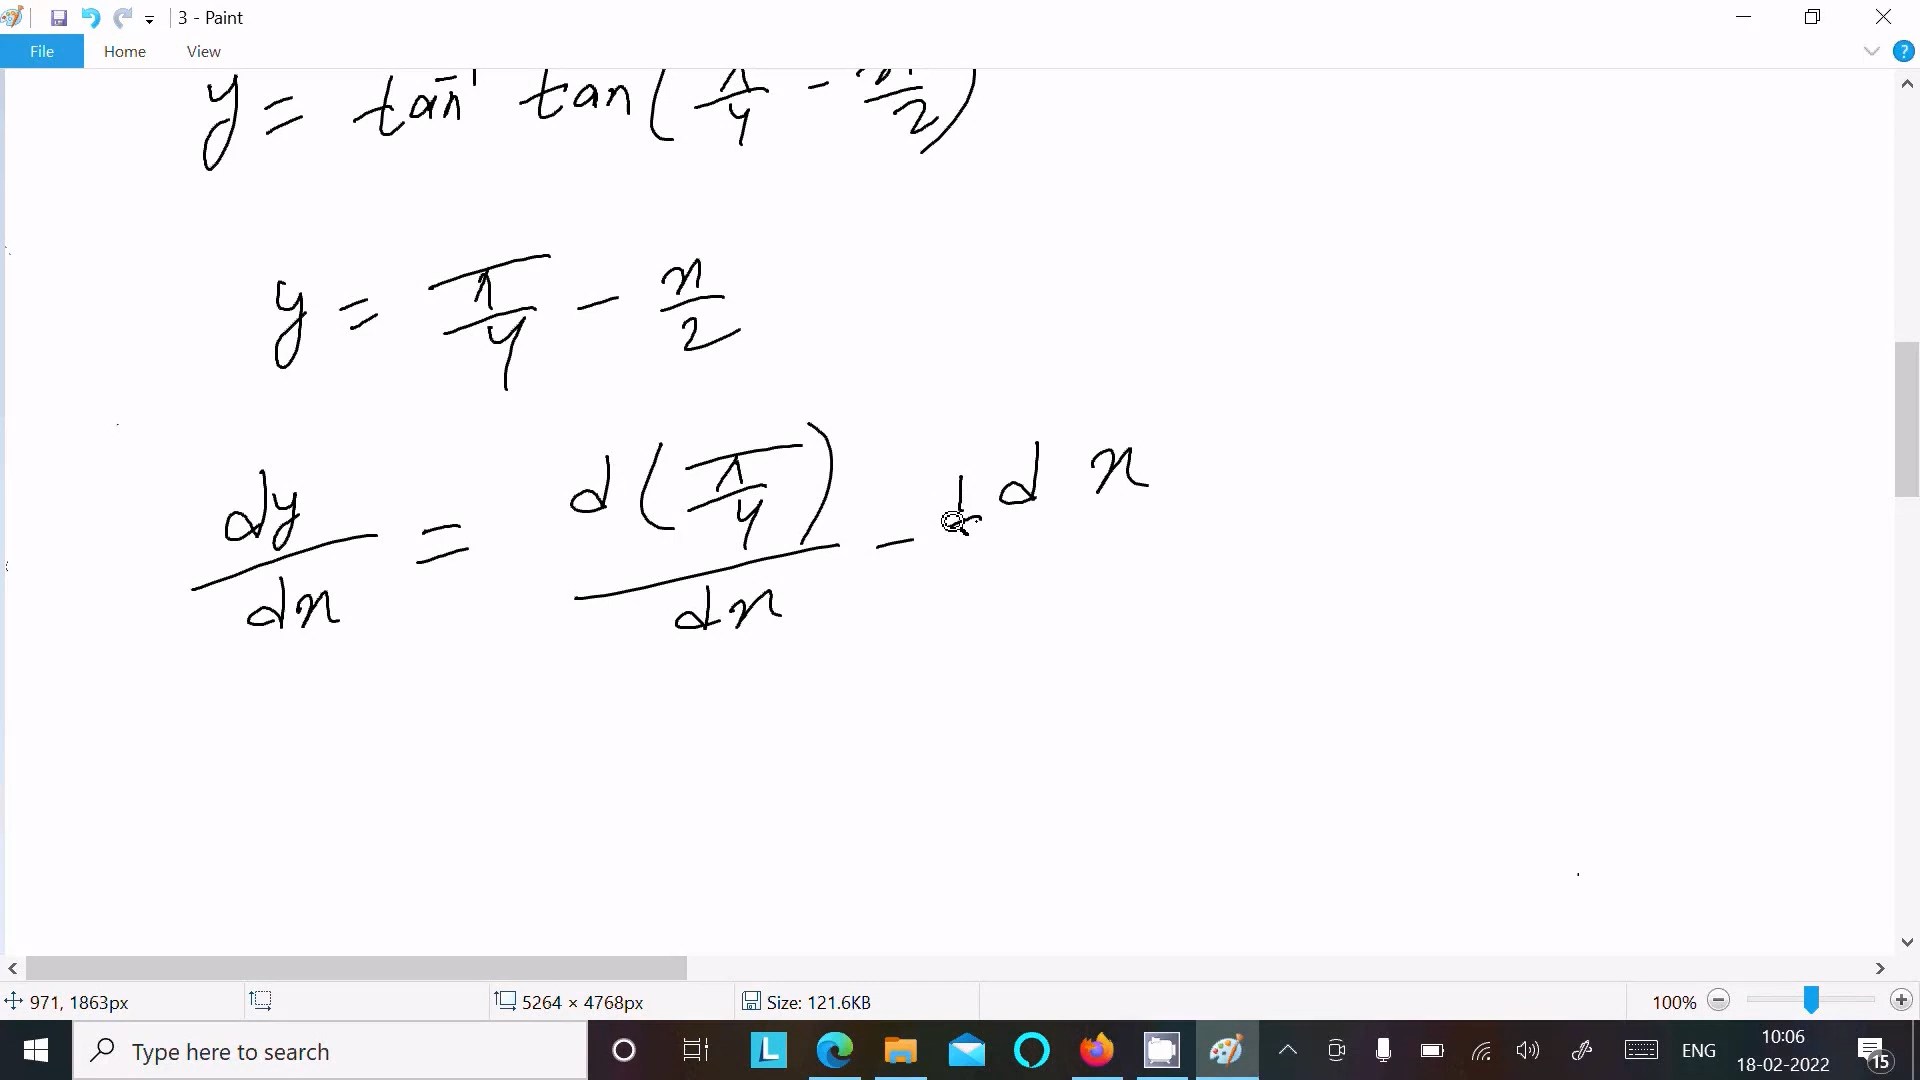 3 - Paint
File Home View
y = tan⁻¹ tan(π/4 - x/2)
y = π/4 - x/2
dy/dx = d(π/4)/dx - 1/2 d x
971, 1863px 5264 × 4768px Size: 121.6KB 100%
Type here to search
L
ENG
10:06
18-02-2022
15